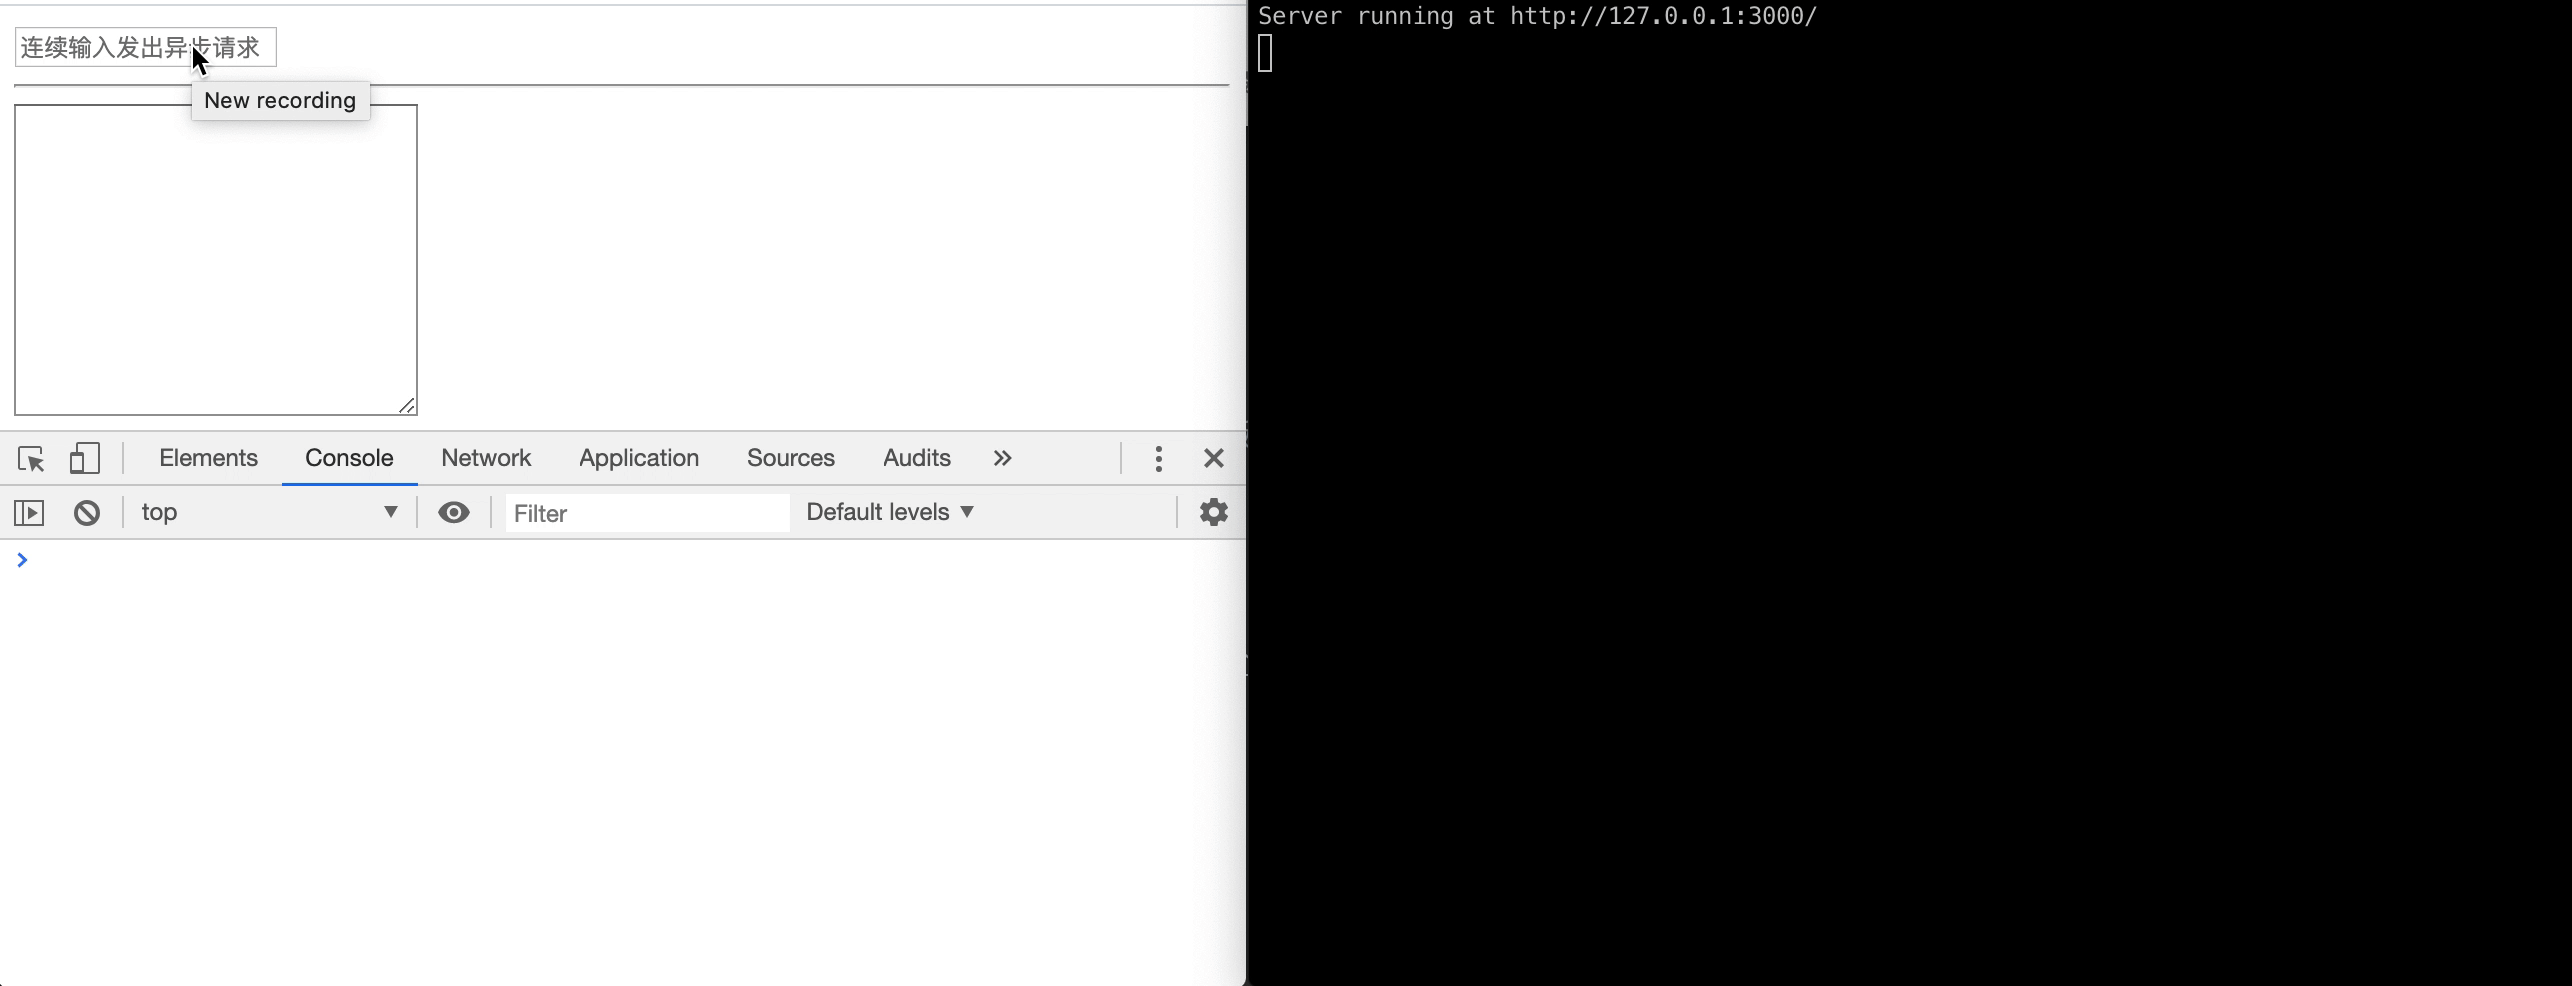 连续输入发出异步请求
New recording
Elements Console Network Application Sources Audits
top Filter Default levels
Server running at http://127.0.0.1:3000/